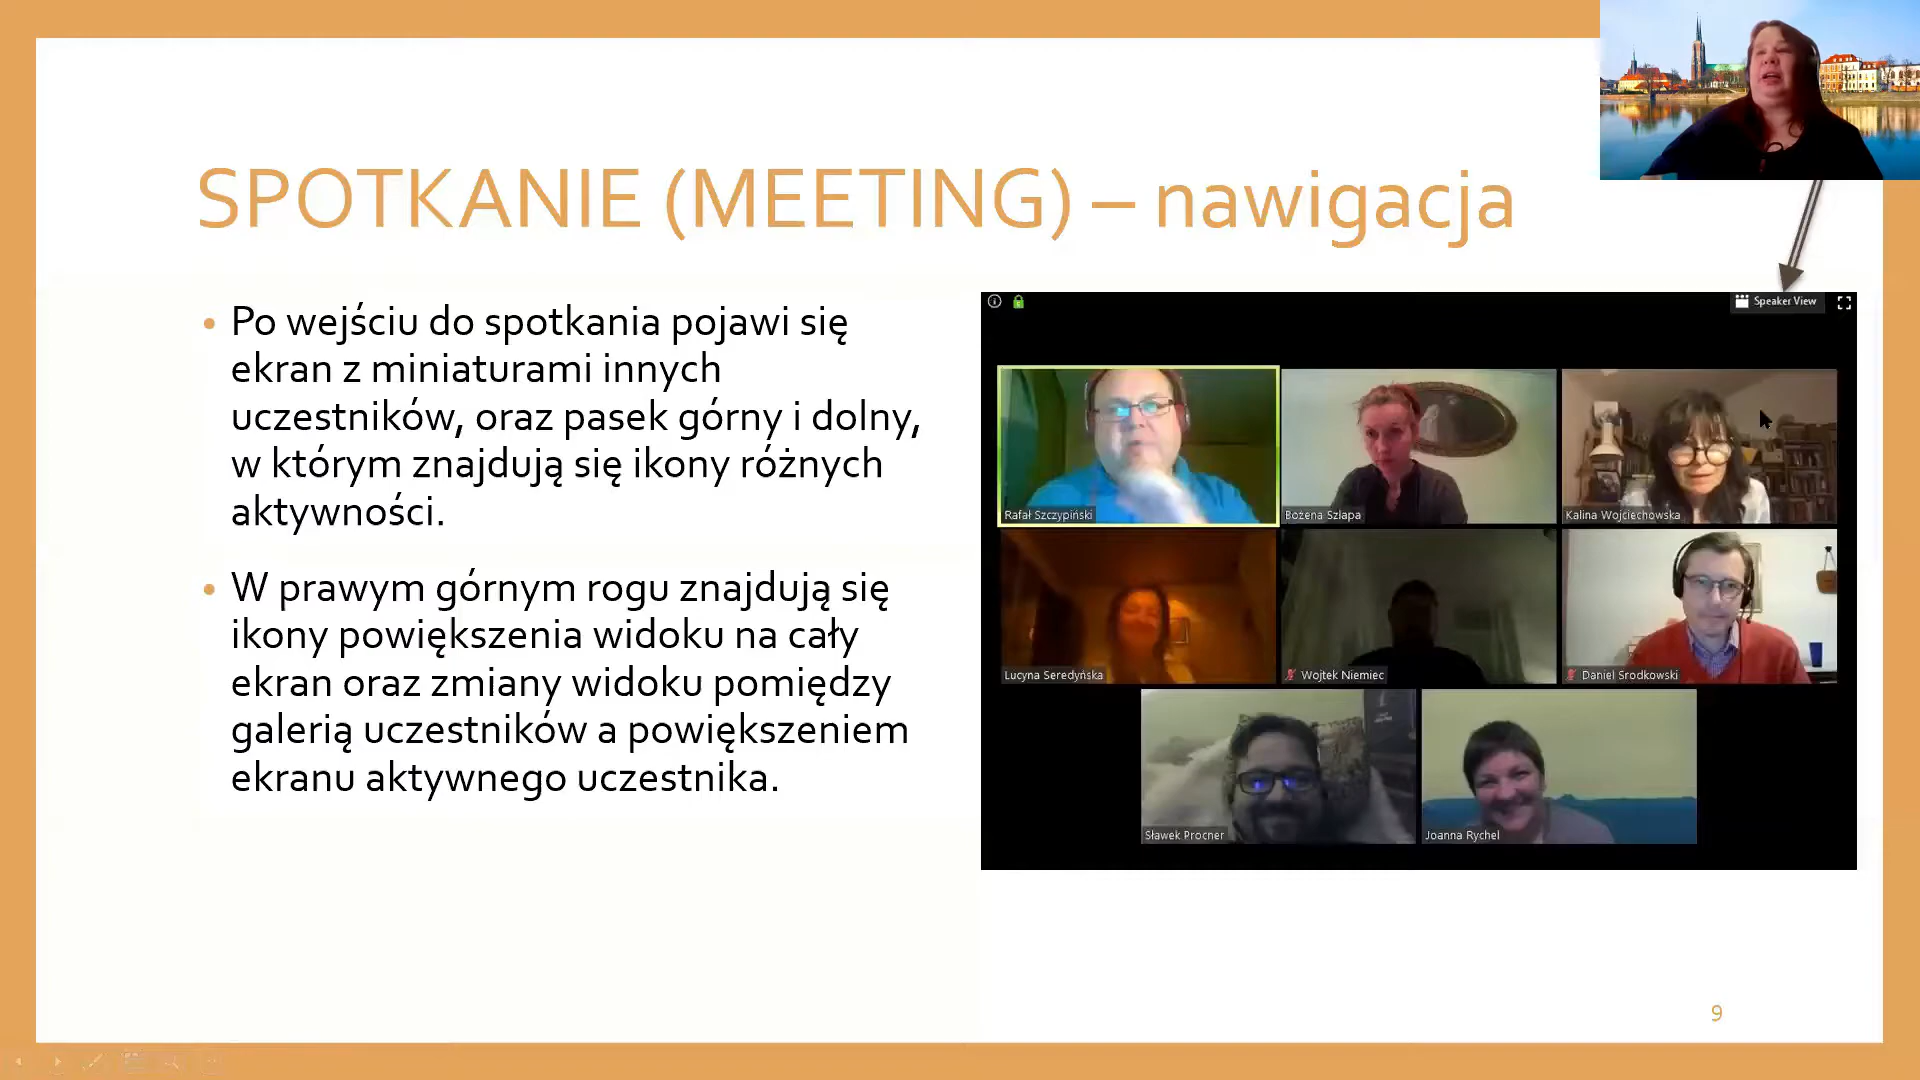 SPOTKANIE (MEETING) – nawigacja
• Po wejściu do spotkania pojawi się
ekran z miniaturami innych
uczestników, oraz pasek górny i dolny,
w którym znajdują się ikony różnych
aktywności.
• W prawym górnym rogu znajdują się
ikony powiększenia widoku na cały
ekran oraz zmiany widoku pomiędzy
galerią uczestników a powiększeniem
ekranu aktywnego uczestnika.
Speaker View
Rafał Szczypiński
Bożena Szlapa
Kalina Wojciechowska
Lucyna Seredyńska
Wojtek Niemiec
Daniel Srodkowski
Sławek Procner
Joanna Rychel
9